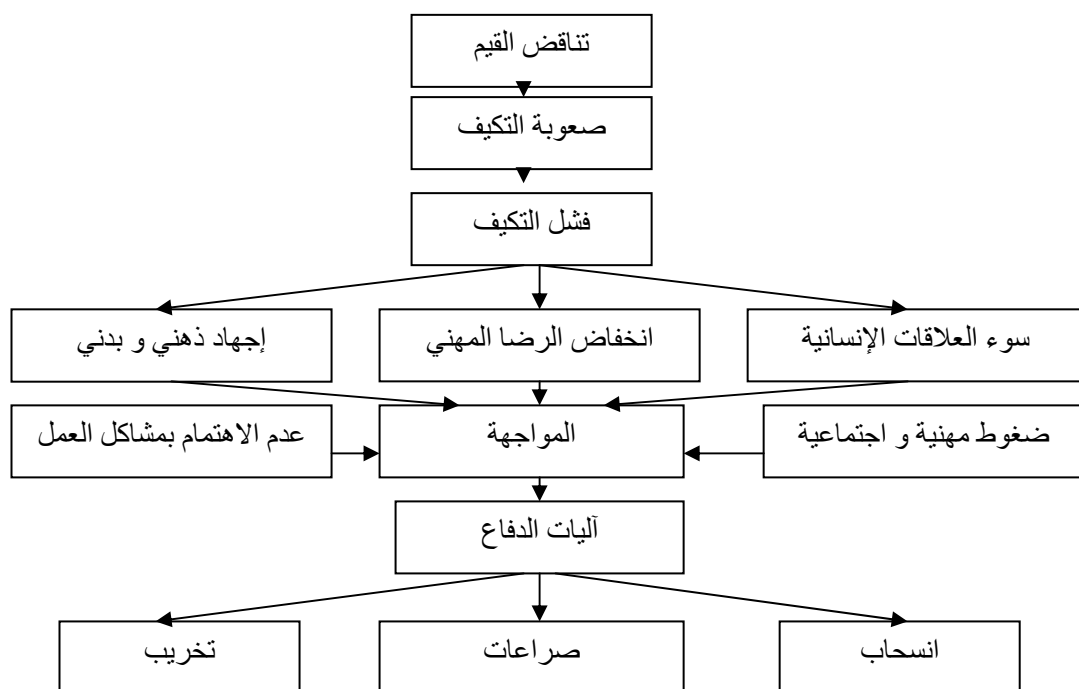 تناقض القيم
صعوبة التكيف
فشل التكيف
سوء العلاقات الإنسانية
انخفاض الرضا المهني
إجهاد ذهني و بدني
ضغوط مهنية و اجتماعية
المواجهة
عدم الاهتمام بمشاكل العمل
آليات الدفاع
انسحاب
صراعات
تخريب